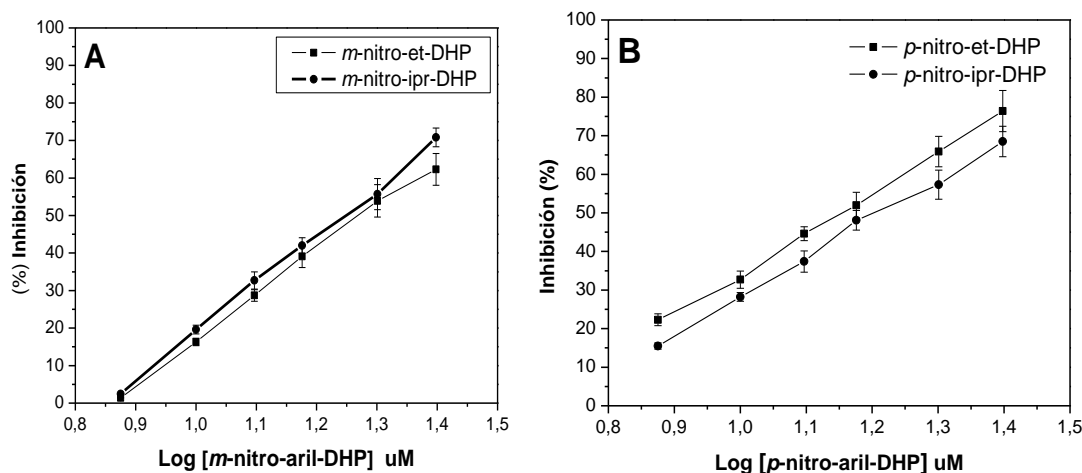 A
m-nitro-et-DHP
m-nitro-ipr-DHP
(%) Inhibición
100
90
80
70
60
50
40
30
20
10
0
0,8 0,9 1,0 1,1 1,2 1,3 1,4 1,5
Log [m-nitro-aril-DHP] uM
B
p-nitro-et-DHP
p-nitro-ipr-DHP
Inhibición (%)
100
90
80
70
60
50
40
30
20
10
0
0,8 0,9 1,0 1,1 1,2 1,3 1,4 1,5
Log [p-nitro-aril-DHP] uM